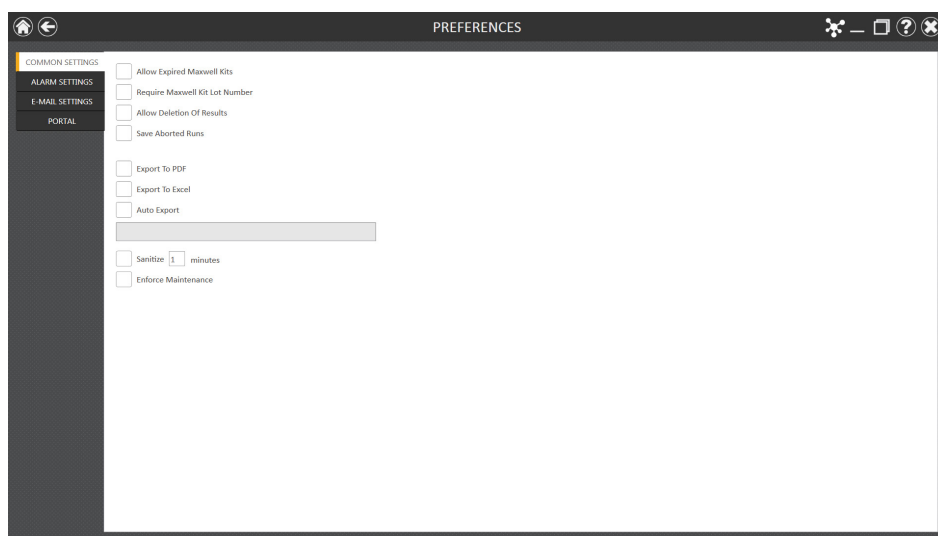 PREFERENCES
COMMON SETTINGS
ALARM SETTINGS
E-MAIL SETTINGS
PORTAL
Allow Expired Maxwell Kits
Require Maxwell Kit Lot Number
Allow Deletion Of Results
Save Aborted Runs
Export To PDF
Export To Excel
Auto Export
Sanitize 1 minutes
Enforce Maintenance